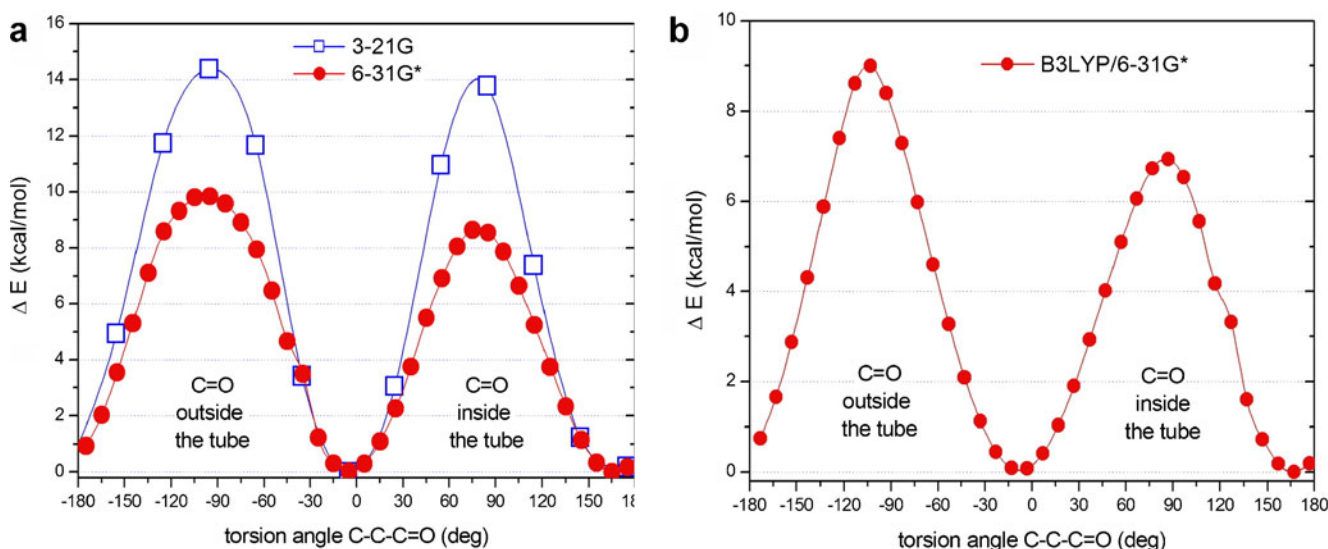 a
3-21G
6-31G*
16
14
12
10
8
6
4
2
0
Δ E (kcal/mol)
C=O
outside
the tube
C=O
inside
the tube
-180 -150 -120 -90 -60 -30 0 30 60 90 120 150 18
torsion angle C-C-C=O (deg)
b
B3LYP/6-31G*
10
8
6
4
2
0
Δ E (kcal/mol)
C=O
outside
the tube
C=O
inside
the tube
-180 -150 -120 -90 -60 -30 0 30 60 90 120 150 180
torsion angle C-C-C=O (deg)